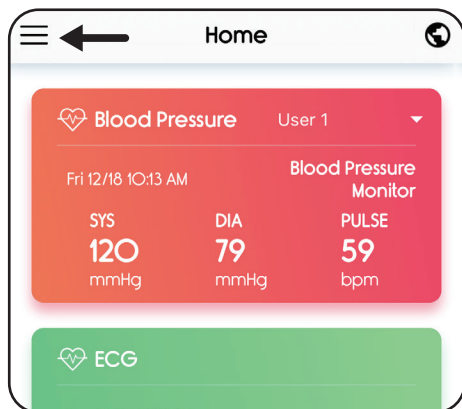 Home
Blood Pressure User 1
Fri 12/18 10:13 AM
Blood Pressure
Monitor
SYS DIA PULSE
120 79 59
mmHg mmHg bpm
ECG